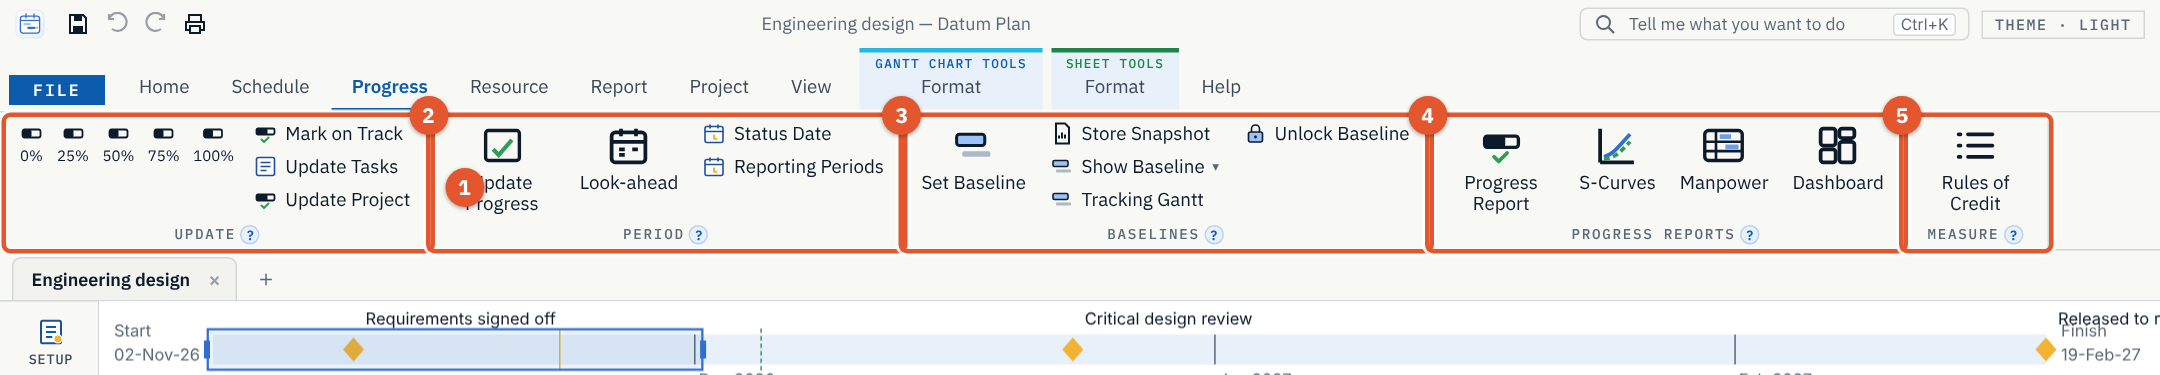 Engineering design — Datum Plan
Tell me what you want to do Ctrl+K
THEME · LIGHT
GANTT CHART TOOLS SHEET TOOLS
FILE Home Schedule Progress Resource Report Project View Format Format Help
2 3 4 5
0% 25% 50% 75% 100%
Mark on Track
Update Tasks
Update Project
UPDATE ?
1
Progress
Look-ahead
Status Date
Reporting Periods
PERIOD ?
Set Baseline
Store Snapshot
Show Baseline ▾
Tracking Gantt
Unlock Baseline
BASELINES ?
Progress
Report
S-Curves
Manpower
Dashboard
PROGRESS REPORTS ?
Rules of
Credit
MEASURE ?
Engineering design × +
SETUP
Start
02-Nov-26
Requirements signed off
Critical design review
Released to
Finish
19-Feb-27